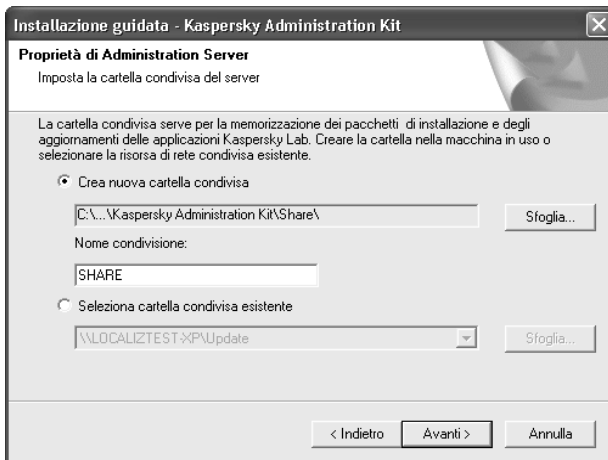 Installazione guidata - Kaspersky Administration Kit
Proprietà di Administration Server
Imposta la cartella condivisa del server
La cartella condivisa serve per la memorizzazione dei pacchetti di installazione e degli
aggiornamenti delle applicazioni Kaspersky Lab. Creare la cartella nella macchina in uso o
selezionare la risorsa di rete condivisa esistente.
Crea nuova cartella condivisa
C:\...\Kaspersky Administration Kit\Share\
Sfoglia...
Nome condivisione:
SHARE
Seleziona cartella condivisa esistente
\\LOCALIZTEST-XP\Update
Sfoglia...
< Indietro
Avanti >
Annulla